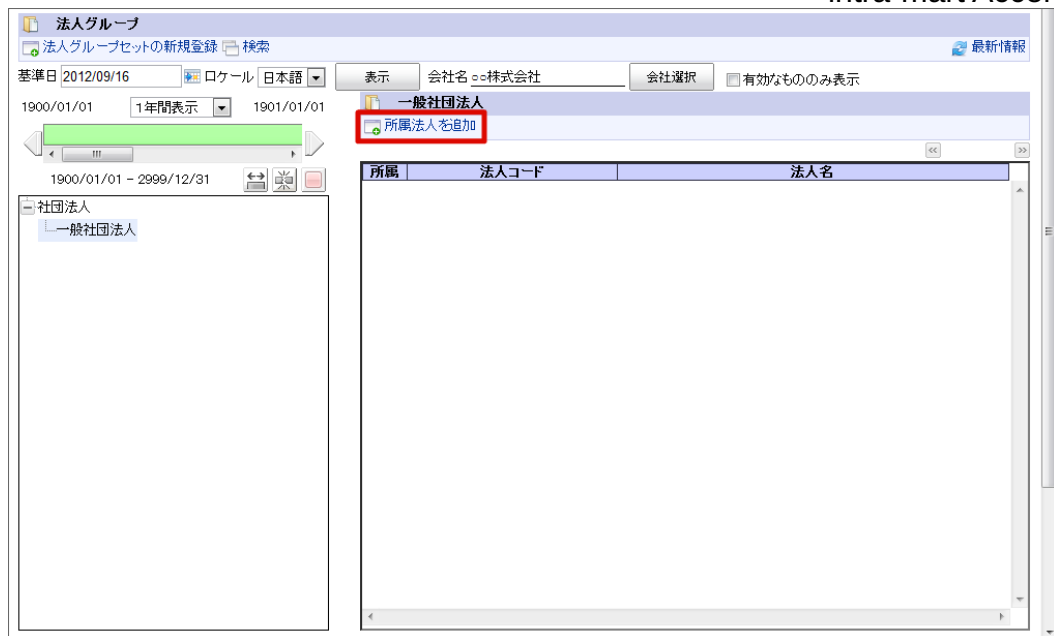 法人グループ
法人グループセットの新規登録 検索 最新情報
基準日 2012/09/16 ロケール 日本語 表示 会社名 ○○株式会社 会社選択 有効なもののみ表示
1900/01/01 1年間表示 1901/01/01
一般社団法人
所属法人を追加
1900/01/01 - 2999/12/31
所属 法人コード 法人名
社団法人
一般社団法人